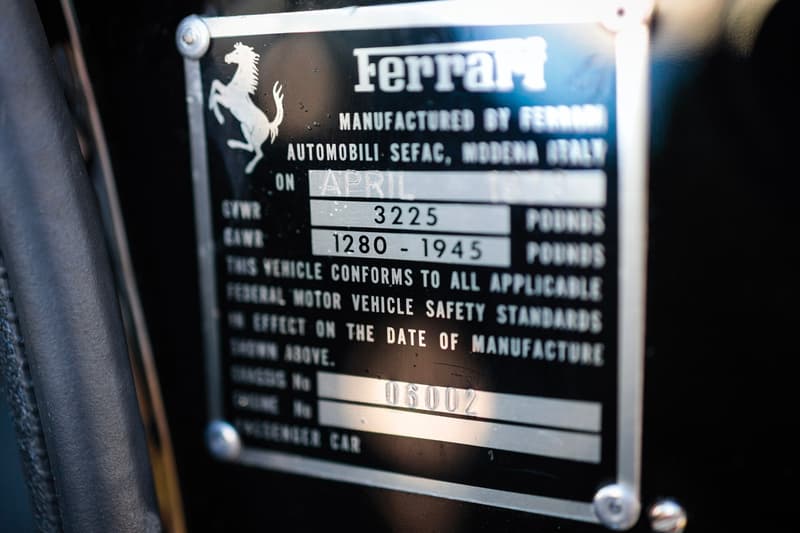 Ferrari
MANUFACTURED BY FERRARI
AUTOMOBILI SEFAC, MODENA ITALY
ON APRIL
GVWR 3225 POUNDS
GAWR 1280 - 1945 POUNDS
THIS VEHICLE CONFORMS TO ALL APPLICABLE
FEDERAL MOTOR VEHICLE SAFETY STANDARDS
IN EFFECT ON THE DATE OF MANUFACTURE
SHOWN ABOVE.
CHASSIS No 06002
ENGINE No
PASSENGER CAR